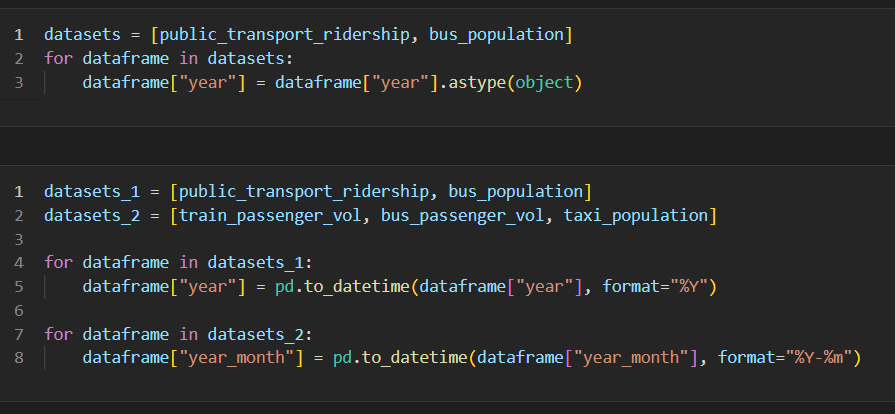 1 datasets = [public_transport_ridership, bus_population]
2 for dataframe in datasets:
3     dataframe["year"] = dataframe["year"].astype(object)
1 datasets_1 = [public_transport_ridership, bus_population]
2 datasets_2 = [train_passenger_vol, bus_passenger_vol, taxi_population]
3
4 for dataframe in datasets_1:
5     dataframe["year"] = pd.to_datetime(dataframe["year"], format="%Y")
6
7 for dataframe in datasets_2:
8     dataframe["year_month"] = pd.to_datetime(dataframe["year_month"], format="%Y-%m")